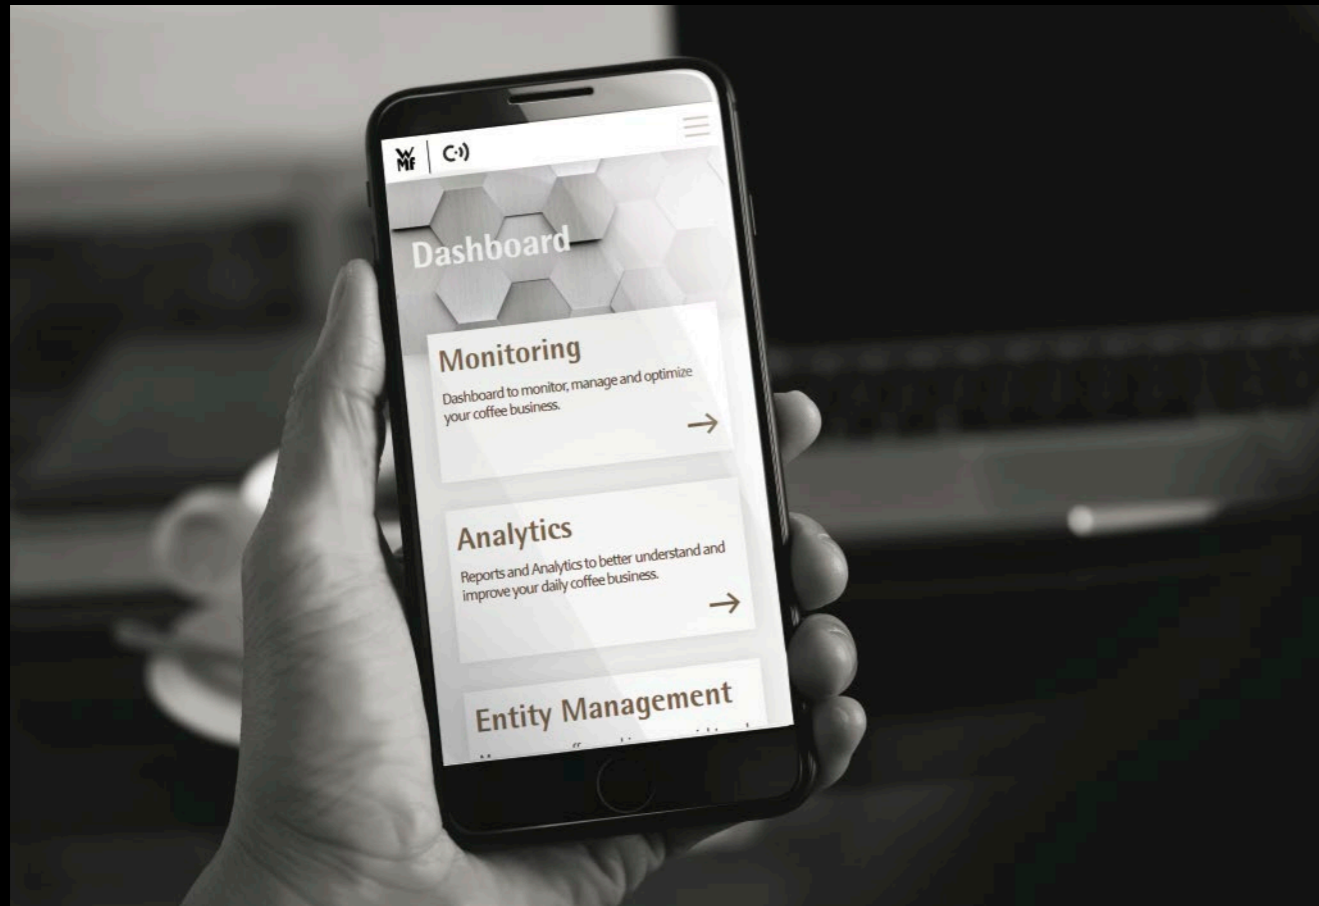 WMF
Dashboard
Monitoring
Dashboard to monitor, manage and optimize
your coffee business.
Analytics
Reports and Analytics to better understand and
improve your daily coffee business.
Entity Management